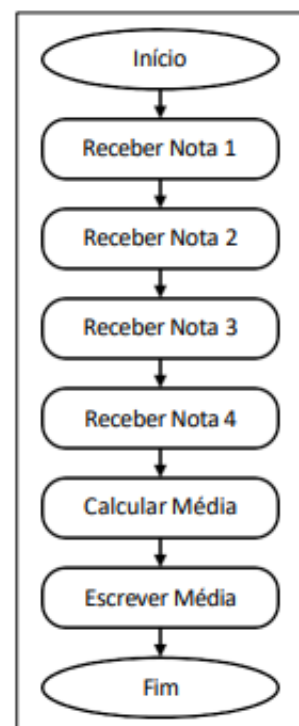 Início
Receber Nota 1
Receber Nota 2
Receber Nota 3
Receber Nota 4
Calcular Média
Escrever Média
Fim